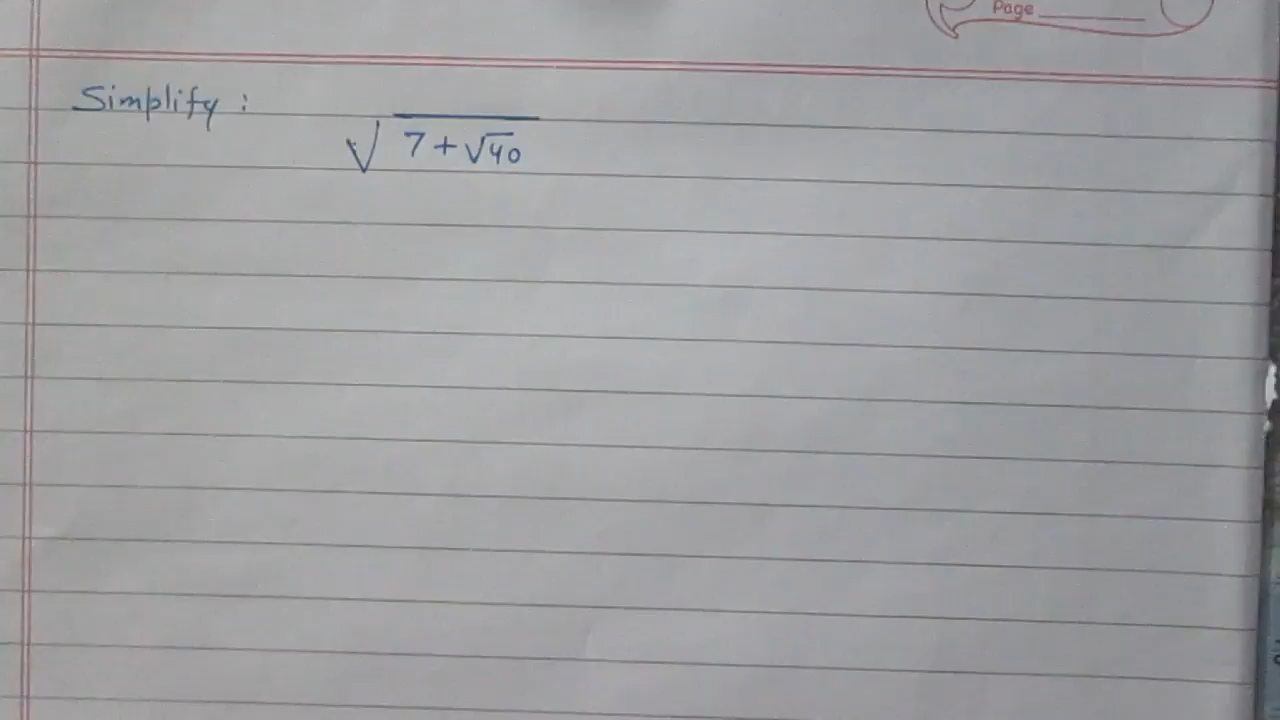 Page
Simplify :
√(7 + √40)